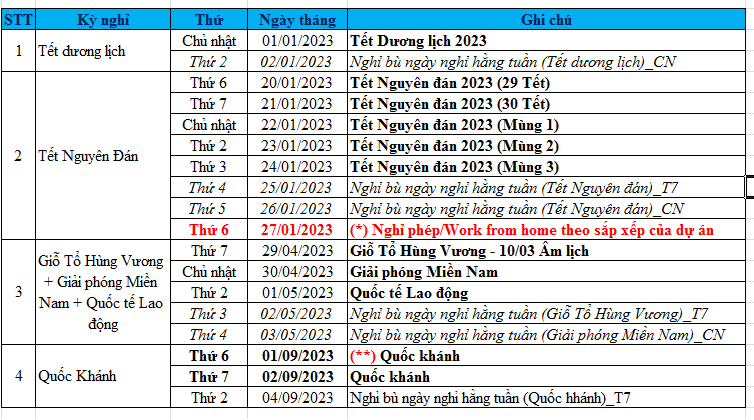 STT Kỳ nghỉ Thứ Ngày tháng Ghi chú
1 Tết dương lịch Chủ nhật 01/01/2023 Tết Dương lịch 2023
Thứ 2 02/01/2023 Nghỉ bù ngày nghỉ hằng tuần (Tết dương lịch)_CN
2 Tết Nguyên Đán Thứ 6 20/01/2023 Tết Nguyên đán 2023 (29 Tết)
Thứ 7 21/01/2023 Tết Nguyên đán 2023 (30 Tết)
Chủ nhật 22/01/2023 Tết Nguyên đán 2023 (Mùng 1)
Thứ 2 23/01/2023 Tết Nguyên đán 2023 (Mùng 2)
Thứ 3 24/01/2023 Tết Nguyên đán 2023 (Mùng 3)
Thứ 4 25/01/2023 Nghỉ bù ngày nghỉ hằng tuần (Tết Nguyên đán)_T7
Thứ 5 26/01/2023 Nghỉ bù ngày nghỉ hằng tuần (Tết Nguyên đán)_CN
Thứ 6 27/01/2023 (*) Nghỉ phép/Work from home theo sắp xếp của dự án
3 Giỗ Tổ Hùng Vương + Giải phóng Miền Nam + Quốc tế Lao động Thứ 7 29/04/2023 Giỗ Tổ Hùng Vương - 10/03 Âm lịch
Chủ nhật 30/04/2023 Giải phóng Miền Nam
Thứ 2 01/05/2023 Quốc tế Lao động
Thứ 3 02/05/2023 Nghỉ bù ngày nghỉ hằng tuần (Giỗ Tổ Hùng Vương)_T7
Thứ 4 03/05/2023 Nghỉ bù ngày nghỉ hằng tuần (Giải phóng Miền Nam)_CN
4 Quốc Khánh Thứ 6 01/09/2023 (**) Quốc khánh
Thứ 7 02/09/2023 Quốc khánh
Thứ 2 04/09/2023 Nghỉ bù ngày nghỉ hằng tuần (Quốc hhánh)_T7